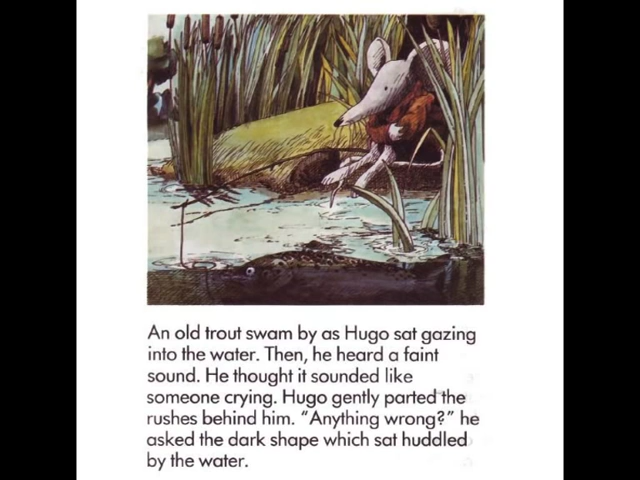 An old trout swam by as Hugo sat gazing
into the water. Then, he heard a faint
sound. He thought it sounded like
someone crying. Hugo gently parted the
rushes behind him. “Anything wrong?” he
asked the dark shape which sat huddled
by the water.